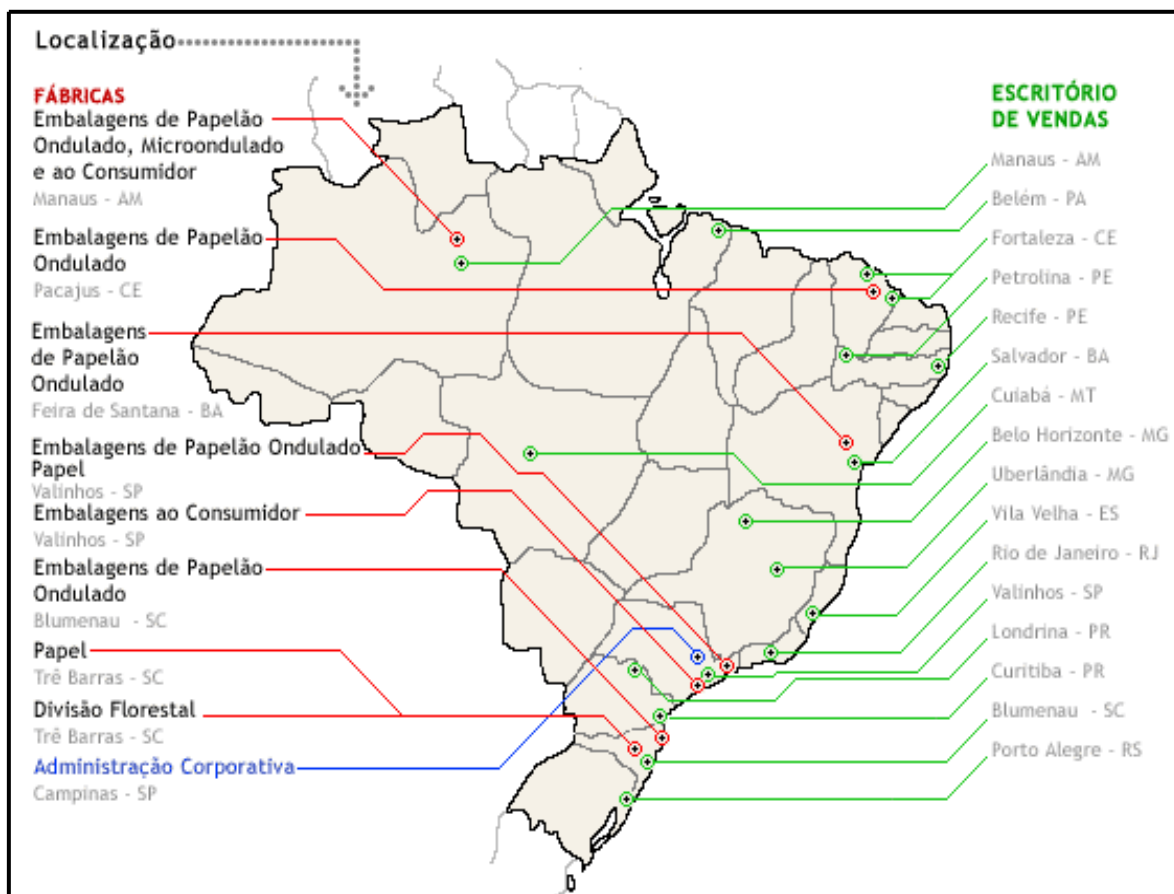 Localização
FÁBRICAS
Embalagens de Papelão
Ondulado, Microondulado
e ao Consumidor
Manaus - AM
Embalagens de Papelão
Ondulado
Pacajus - CE
Embalagens
de Papelão
Ondulado
Feira de Santana - BA
Embalagens de Papelão Ondulado
Papel
Valinhos - SP
Embalagens ao Consumidor
Valinhos - SP
Embalagens de Papelão
Ondulado
Blumenau - SC
Papel
Trê Barras - SC
Divisão Florestal
Trê Barras - SC
Administração Corporativa
Campinas - SP
ESCRITÓRIO
DE VENDAS
Manaus - AM
Belém - PA
Fortaleza - CE
Petrolina - PE
Recife - PE
Salvador - BA
Cuiabá - MT
Belo Horizonte - MG
Uberlândia - MG
Vila Velha - ES
Rio de Janeiro - RJ
Valinhos - SP
Londrina - PR
Curitiba - PR
Blumenau - SC
Porto Alegre - RS